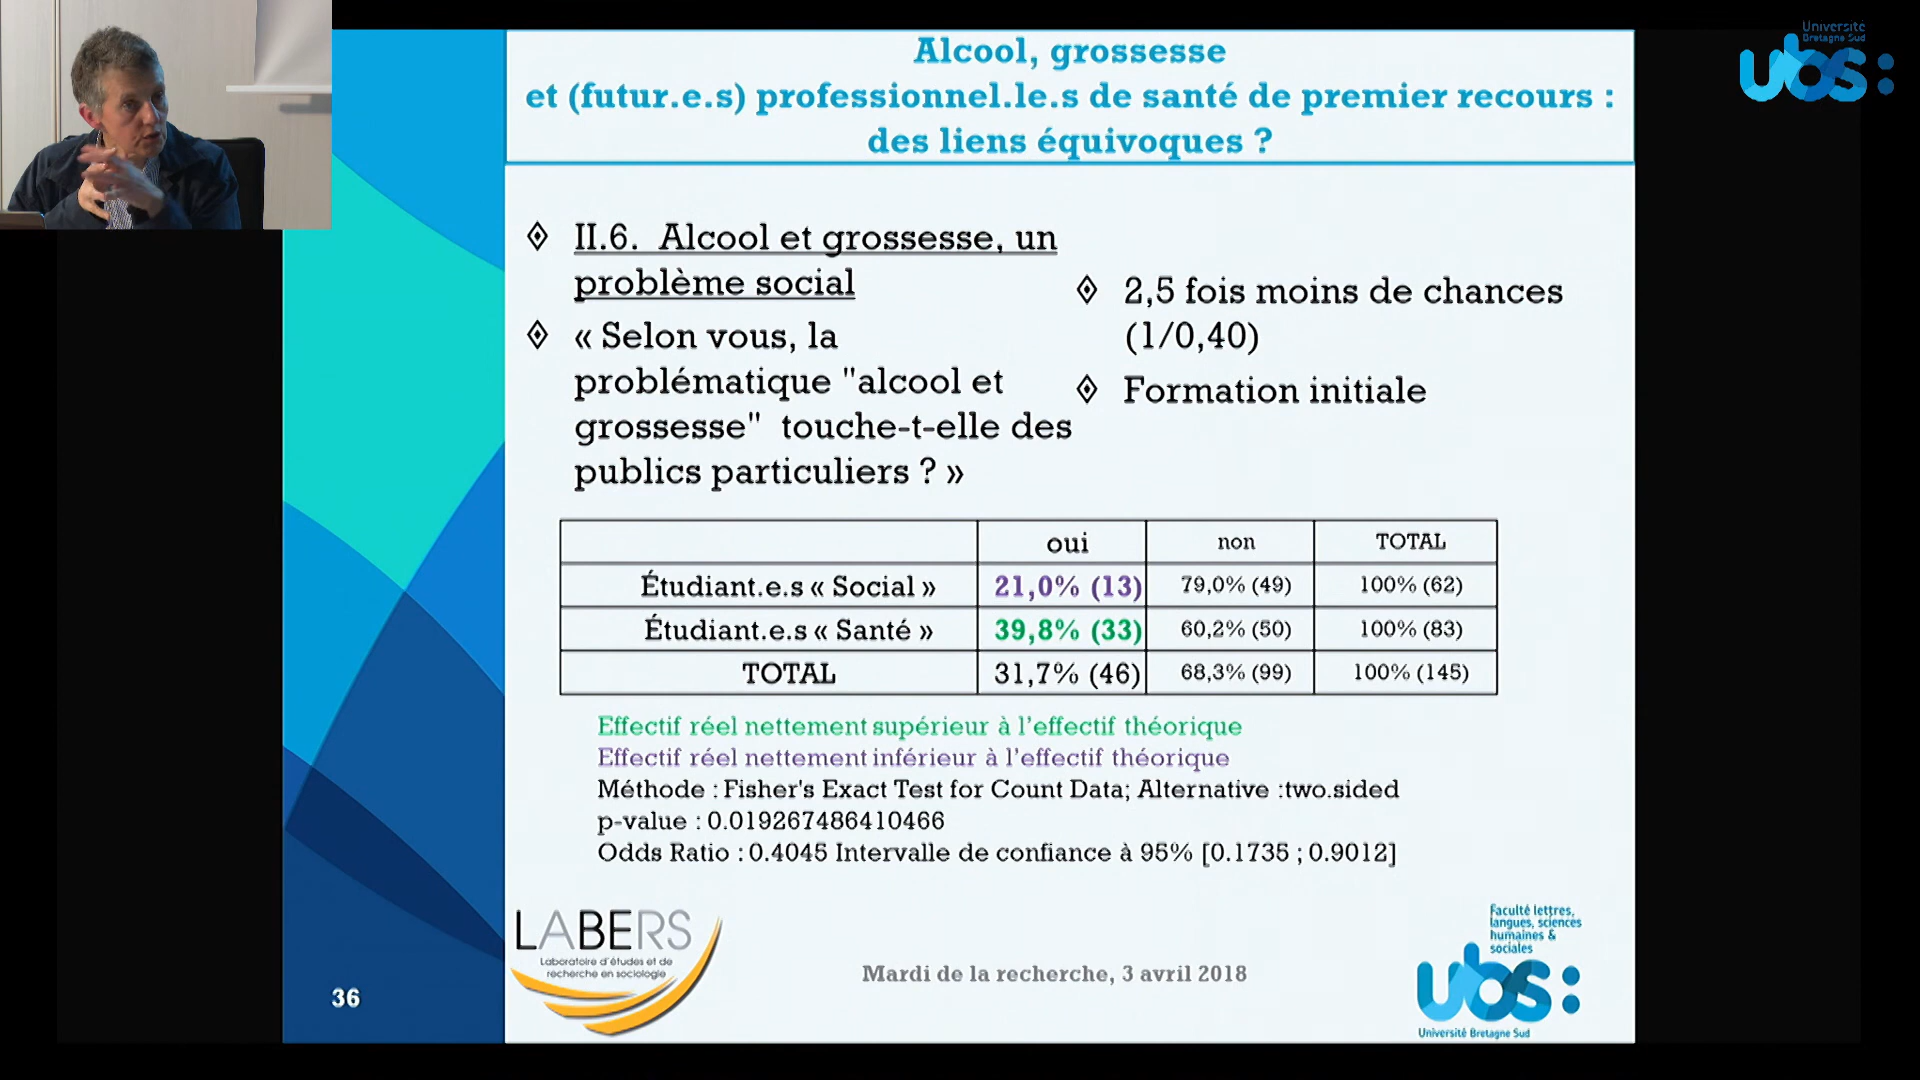 Université
Bretagne Sud
ubs:
Alcool, grossesse
et (futur.e.s) professionnel.le.s de santé de premier recours :
des liens équivoques ?
II.6. Alcool et grossesse, un
problème social
« Selon vous, la
problématique "alcool et
grossesse" touche-t-elle des
publics particuliers ? »
2,5 fois moins de chances
(1/0,40)
Formation initiale
oui non TOTAL
Étudiant.e.s « Social » 21,0% (13) 79,0% (49) 100% (62)
Étudiant.e.s « Santé » 39,8% (33) 60,2% (50) 100% (83)
TOTAL 31,7% (46) 68,3% (99) 100% (145)
Effectif réel nettement supérieur à l'effectif théorique
Effectif réel nettement inférieur à l'effectif théorique
Méthode : Fisher's Exact Test for Count Data; Alternative :two.sided
p-value : 0.019267486410466
Odds Ratio : 0.4045 Intervalle de confiance à 95% [0.1735 ; 0.9012]
LABERS
Laboratoire d'études et de
recherche en sociologie
Mardi de la recherche, 3 avril 2018
Faculté lettres,
langues, sciences
humaines &
sociales
ubs:
Université Bretagne Sud
36